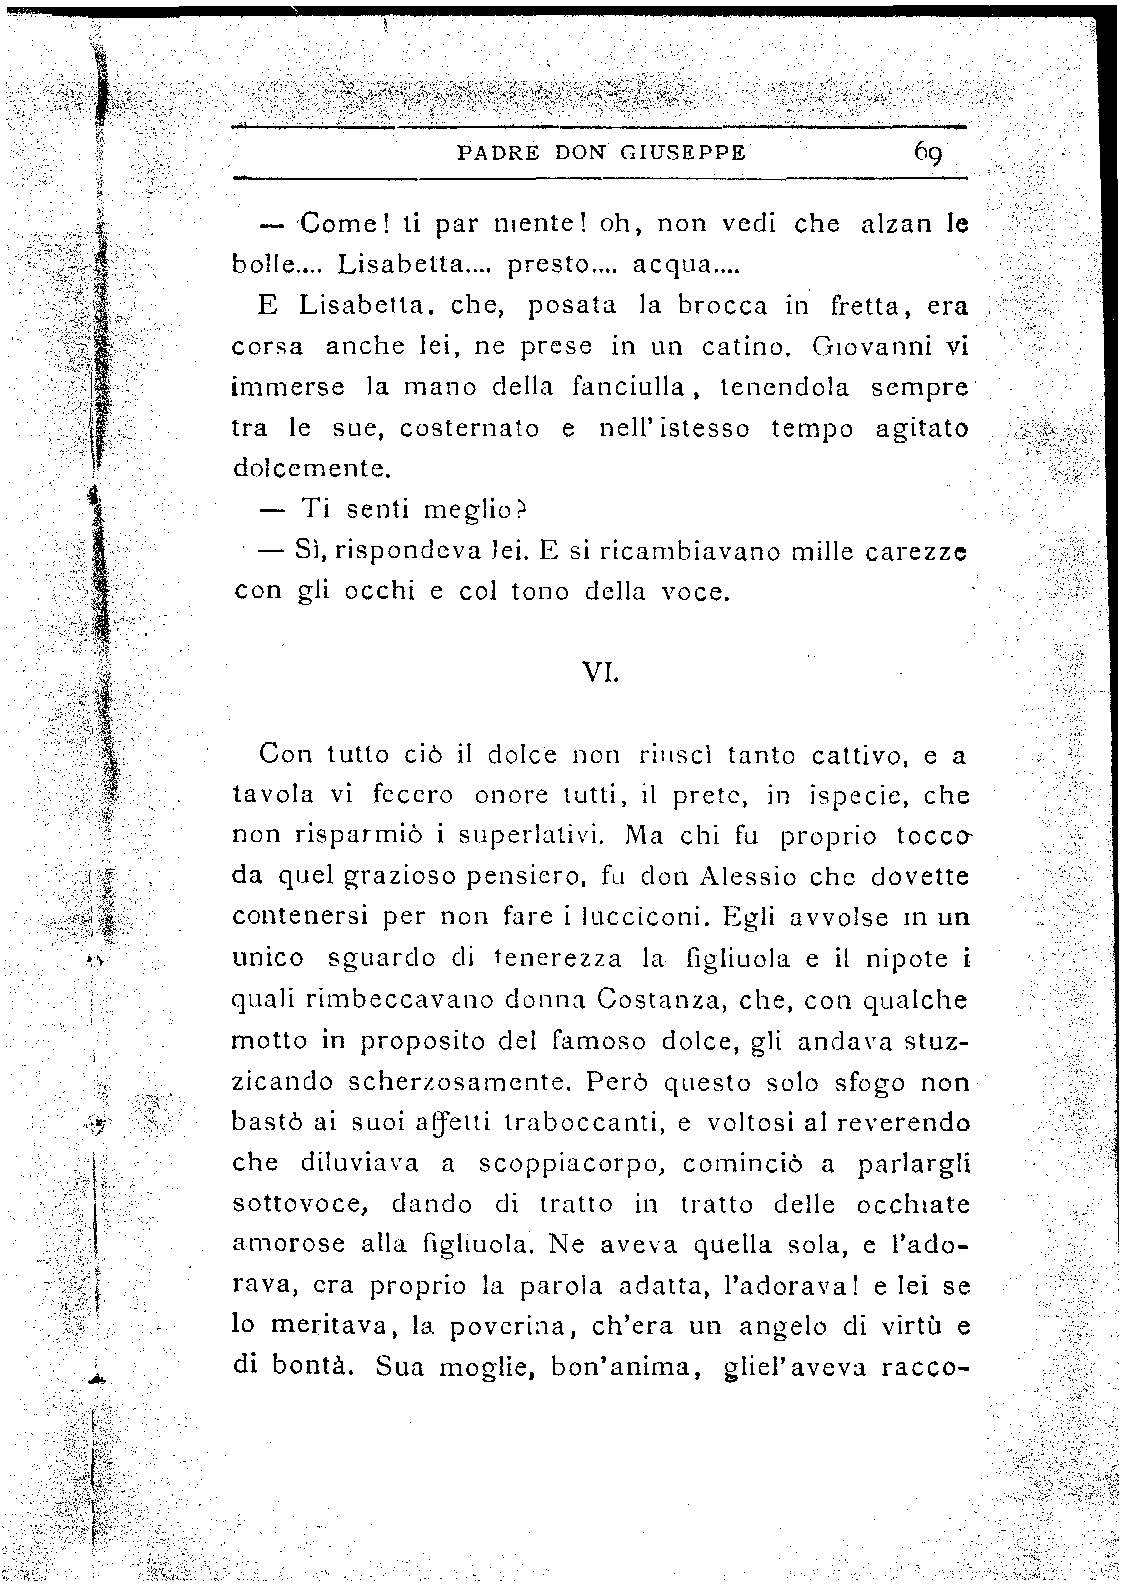 PADRE DON GIUSEPPE 69
— Come! ti par niente! oh, non vedi che alzan le
bolle.... Lisabetta.... presto.... acqua....
E Lisabetta, che, posata la brocca in fretta, era
corsa anche lei, ne prese in un catino. Giovanni vi
immerse la mano della fanciulla, tenendola sempre
tra le sue, costernato e nell'istesso tempo agitato
dolcemente.
— Ti senti meglio?
— Sì, rispondeva lei. E si ricambiavano mille carezze
con gli occhi e col tono della voce.
VI.
Con tutto ciò il dolce non riuscì tanto cattivo, e a
tavola vi fecero onore tutti, il prete, in ispecie, che
non risparmiò i superlativi. Ma chi fu proprio tocco
da quel grazioso pensiero, fu don Alessio che dovette
contenersi per non fare i lucciconi. Egli avvolse in un
unico sguardo di tenerezza la figliuola e il nipote i
quali rimbeccavano donna Costanza, che, con qualche
motto in proposito del famoso dolce, gli andava stuz-
zicando scherzosamente. Però questo solo sfogo non
bastò ai suoi affetti traboccanti, e voltosi al reverendo
che diluviava a scoppiacorpo, cominciò a parlargli
sottovoce, dando di tratto in tratto delle occhiate
amorose alla figliuola. Ne aveva quella sola, e l'ado-
rava, era proprio la parola adatta, l'adorava! e lei se
lo meritava, la poverina, ch'era un angelo di virtù e
di bontà. Sua moglie, bon'anima, gliel'aveva racco-